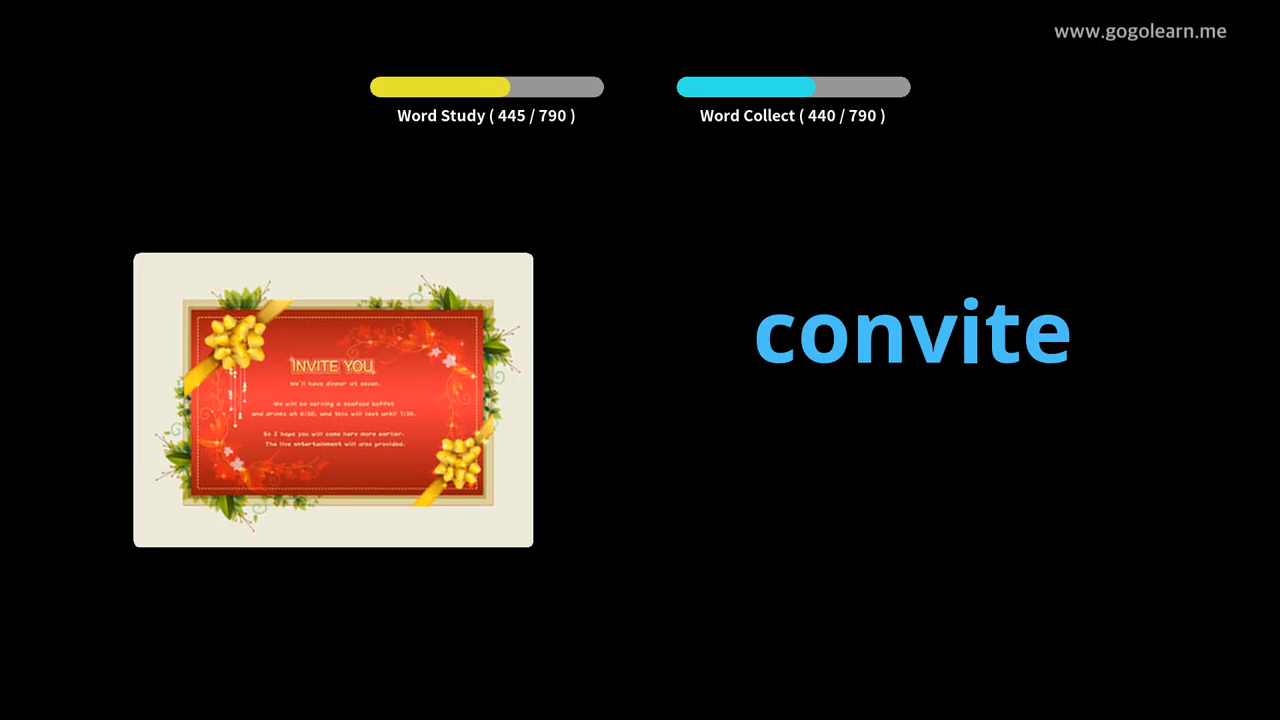 www.gogolearn.me
Word Study ( 445 / 790 )
Word Collect ( 440 / 790 )
convite
INVITE YOU
We'll have dinner at seven.
We will be serving a seafood buffet
and drinks at 6:30, and this will last until 7:30.
So I hope you will come here more earlier.
The live entertainment will also provided.